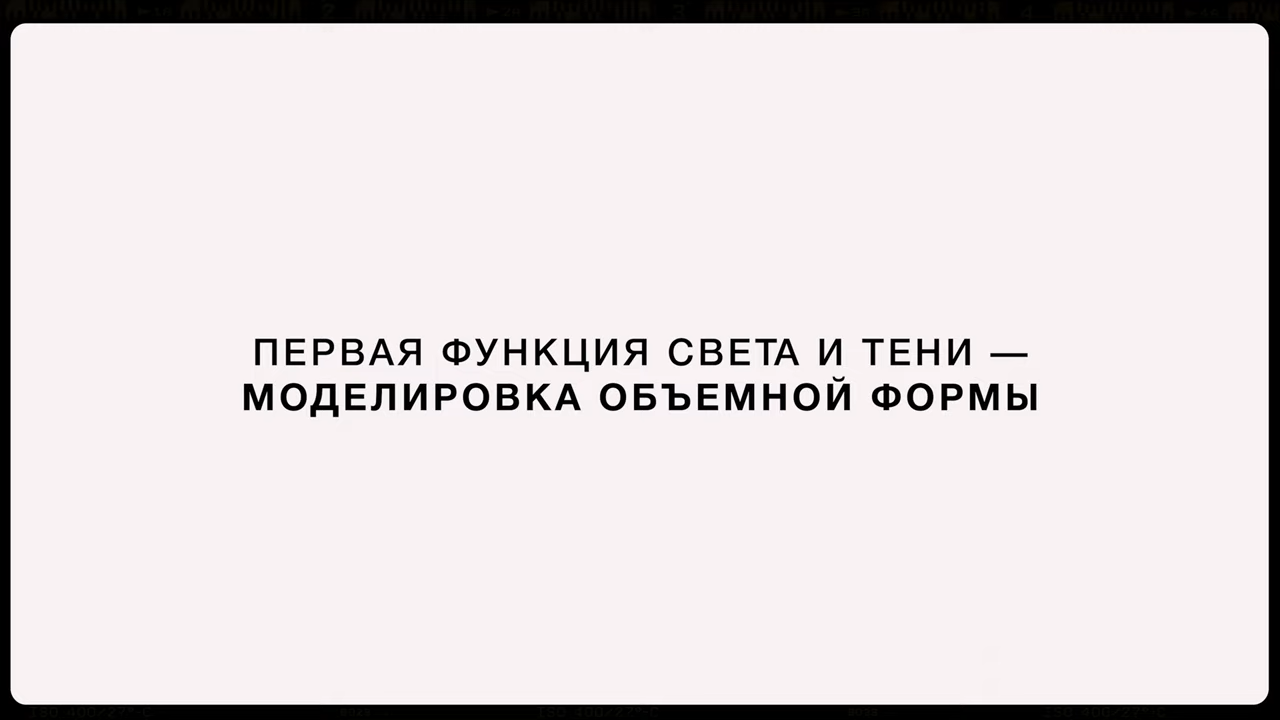 ПЕРВАЯ ФУНКЦИЯ СВЕТА И ТЕНИ —
МОДЕЛИРОВКА ОБЪЕМНОЙ ФОРМЫ